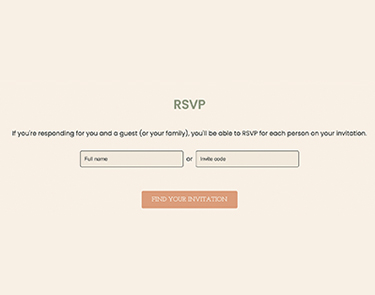 RSVP
If you're responding for you and a guest (or your family), you'll be able to RSVP for each person on your invitation.
Full name or Invite code
FIND YOUR INVITATION